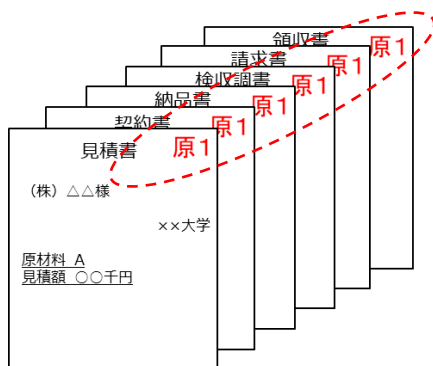 領収書 原1
請求書 原1
検収調書 原1
納品書 原1
契約書 原1
見積書 原1
（株）△△様
××大学
原材料 A
見積額 〇〇千円